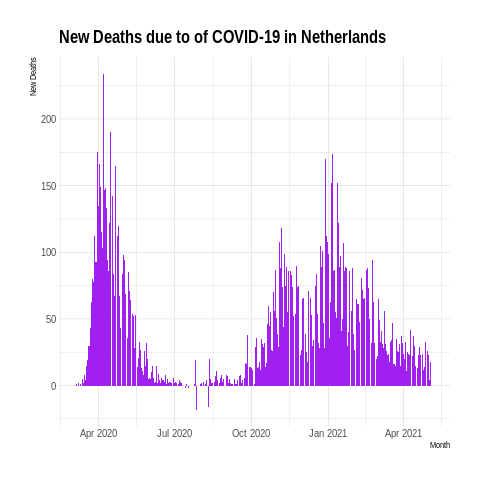 New Deaths due to of COVID-19 in Netherlands
New Deaths
200
150
100
50
0
Apr 2020 Jul 2020 Oct 2020 Jan 2021 Apr 2021
Month